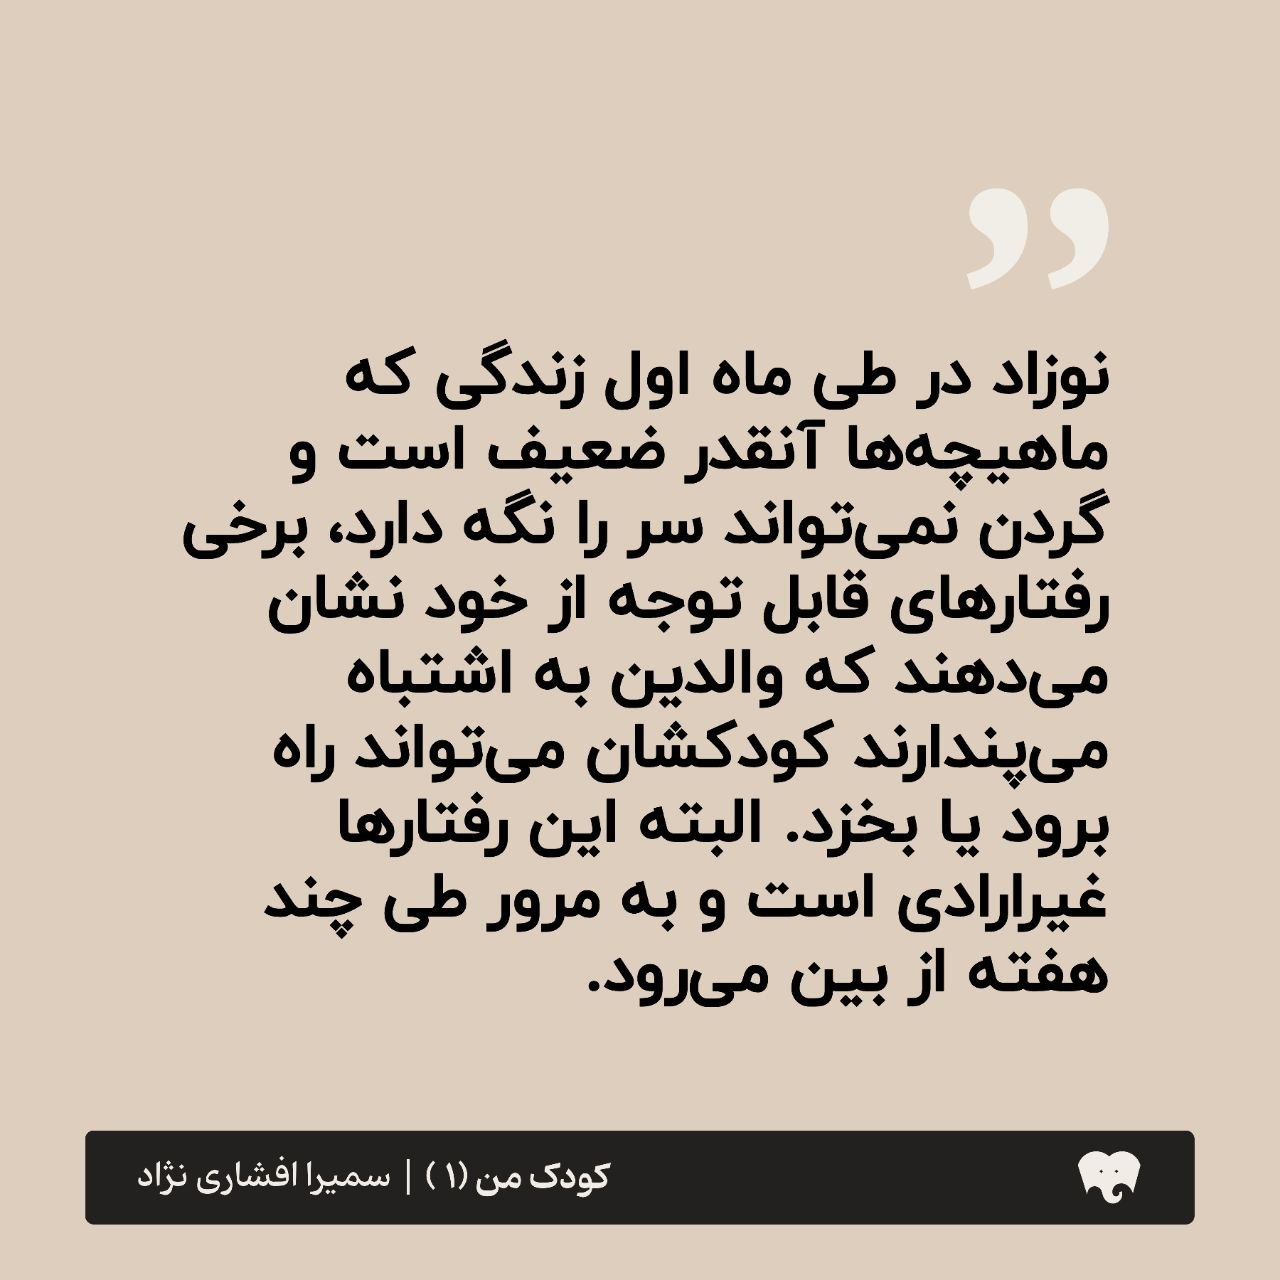 نوزاد در طی ماه اول زندگی که
ماهیچه‌ها آنقدر ضعیف است و
گردن نمی‌تواند سر را نگه دارد، برخی
رفتارهای قابل توجه از خود نشان
می‌دهند که والدین به اشتباه
می‌پندارند کودکشان می‌تواند راه
برود یا بخزد. البته این رفتارها
غیرارادی است و به مرور طی چند
هفته از بین می‌رود.
کودک من (۱) | سمیرا افشاری نژاد